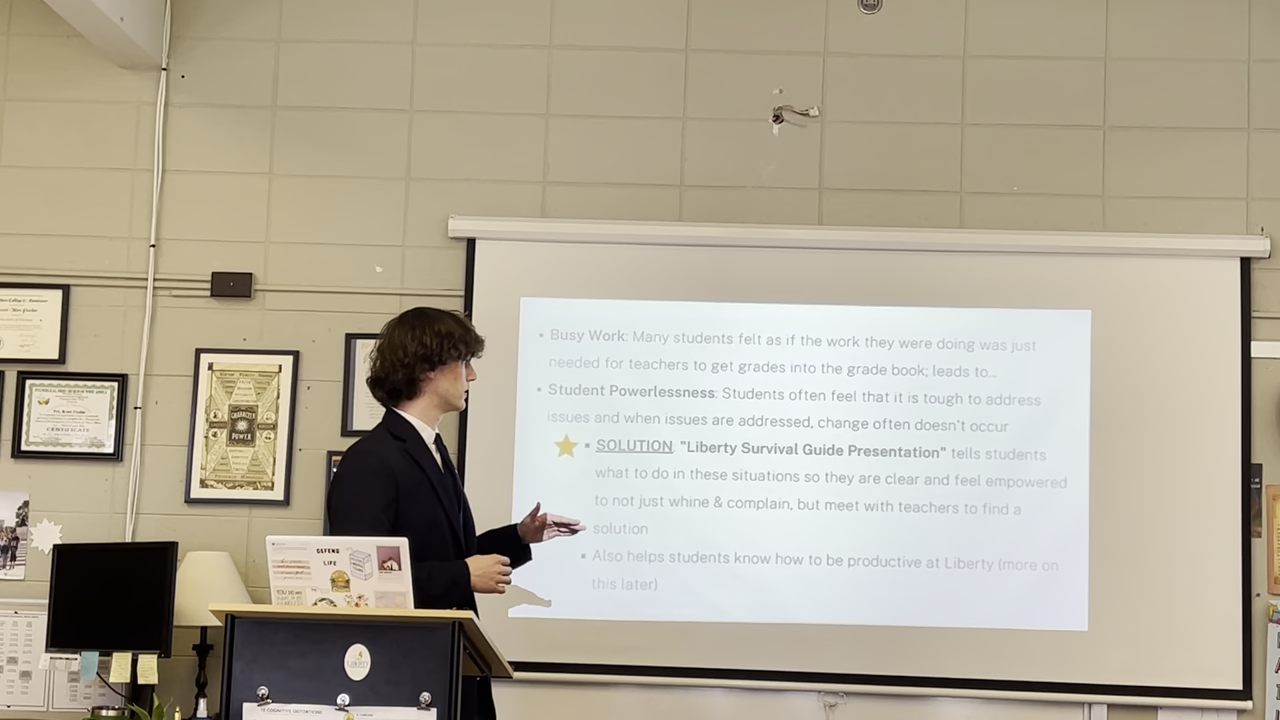 • Busy Work: Many students felt as if the work they were doing was just
needed for teachers to get grades into the grade book; leads to...
• Student Powerlessness: Students often feel that it is tough to address
issues and when issues are addressed, change often doesn't occur
▪ SOLUTION: "Liberty Survival Guide Presentation" tells students
what to do in these situations so they are clear and feel empowered
to not just whine & complain, but meet with teachers to find a
solution
▪ Also helps students know how to be productive at Liberty (more on
this later)
CHARACTER
POWER
CERTIFICATE
DEFEND
LIFE
LIBERTY
COGNITIVE DISTORTIONS